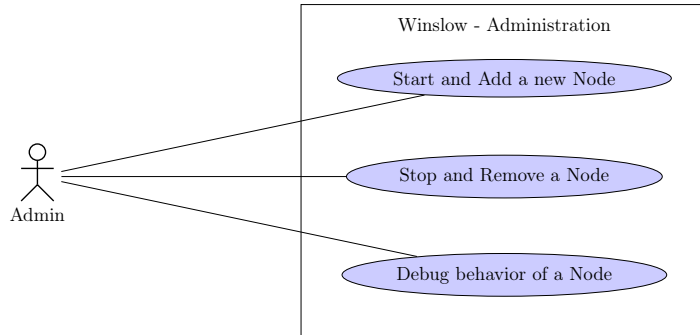 Winslow - Administration
Start and Add a new Node
Stop and Remove a Node
Admin
Debug behavior of a Node